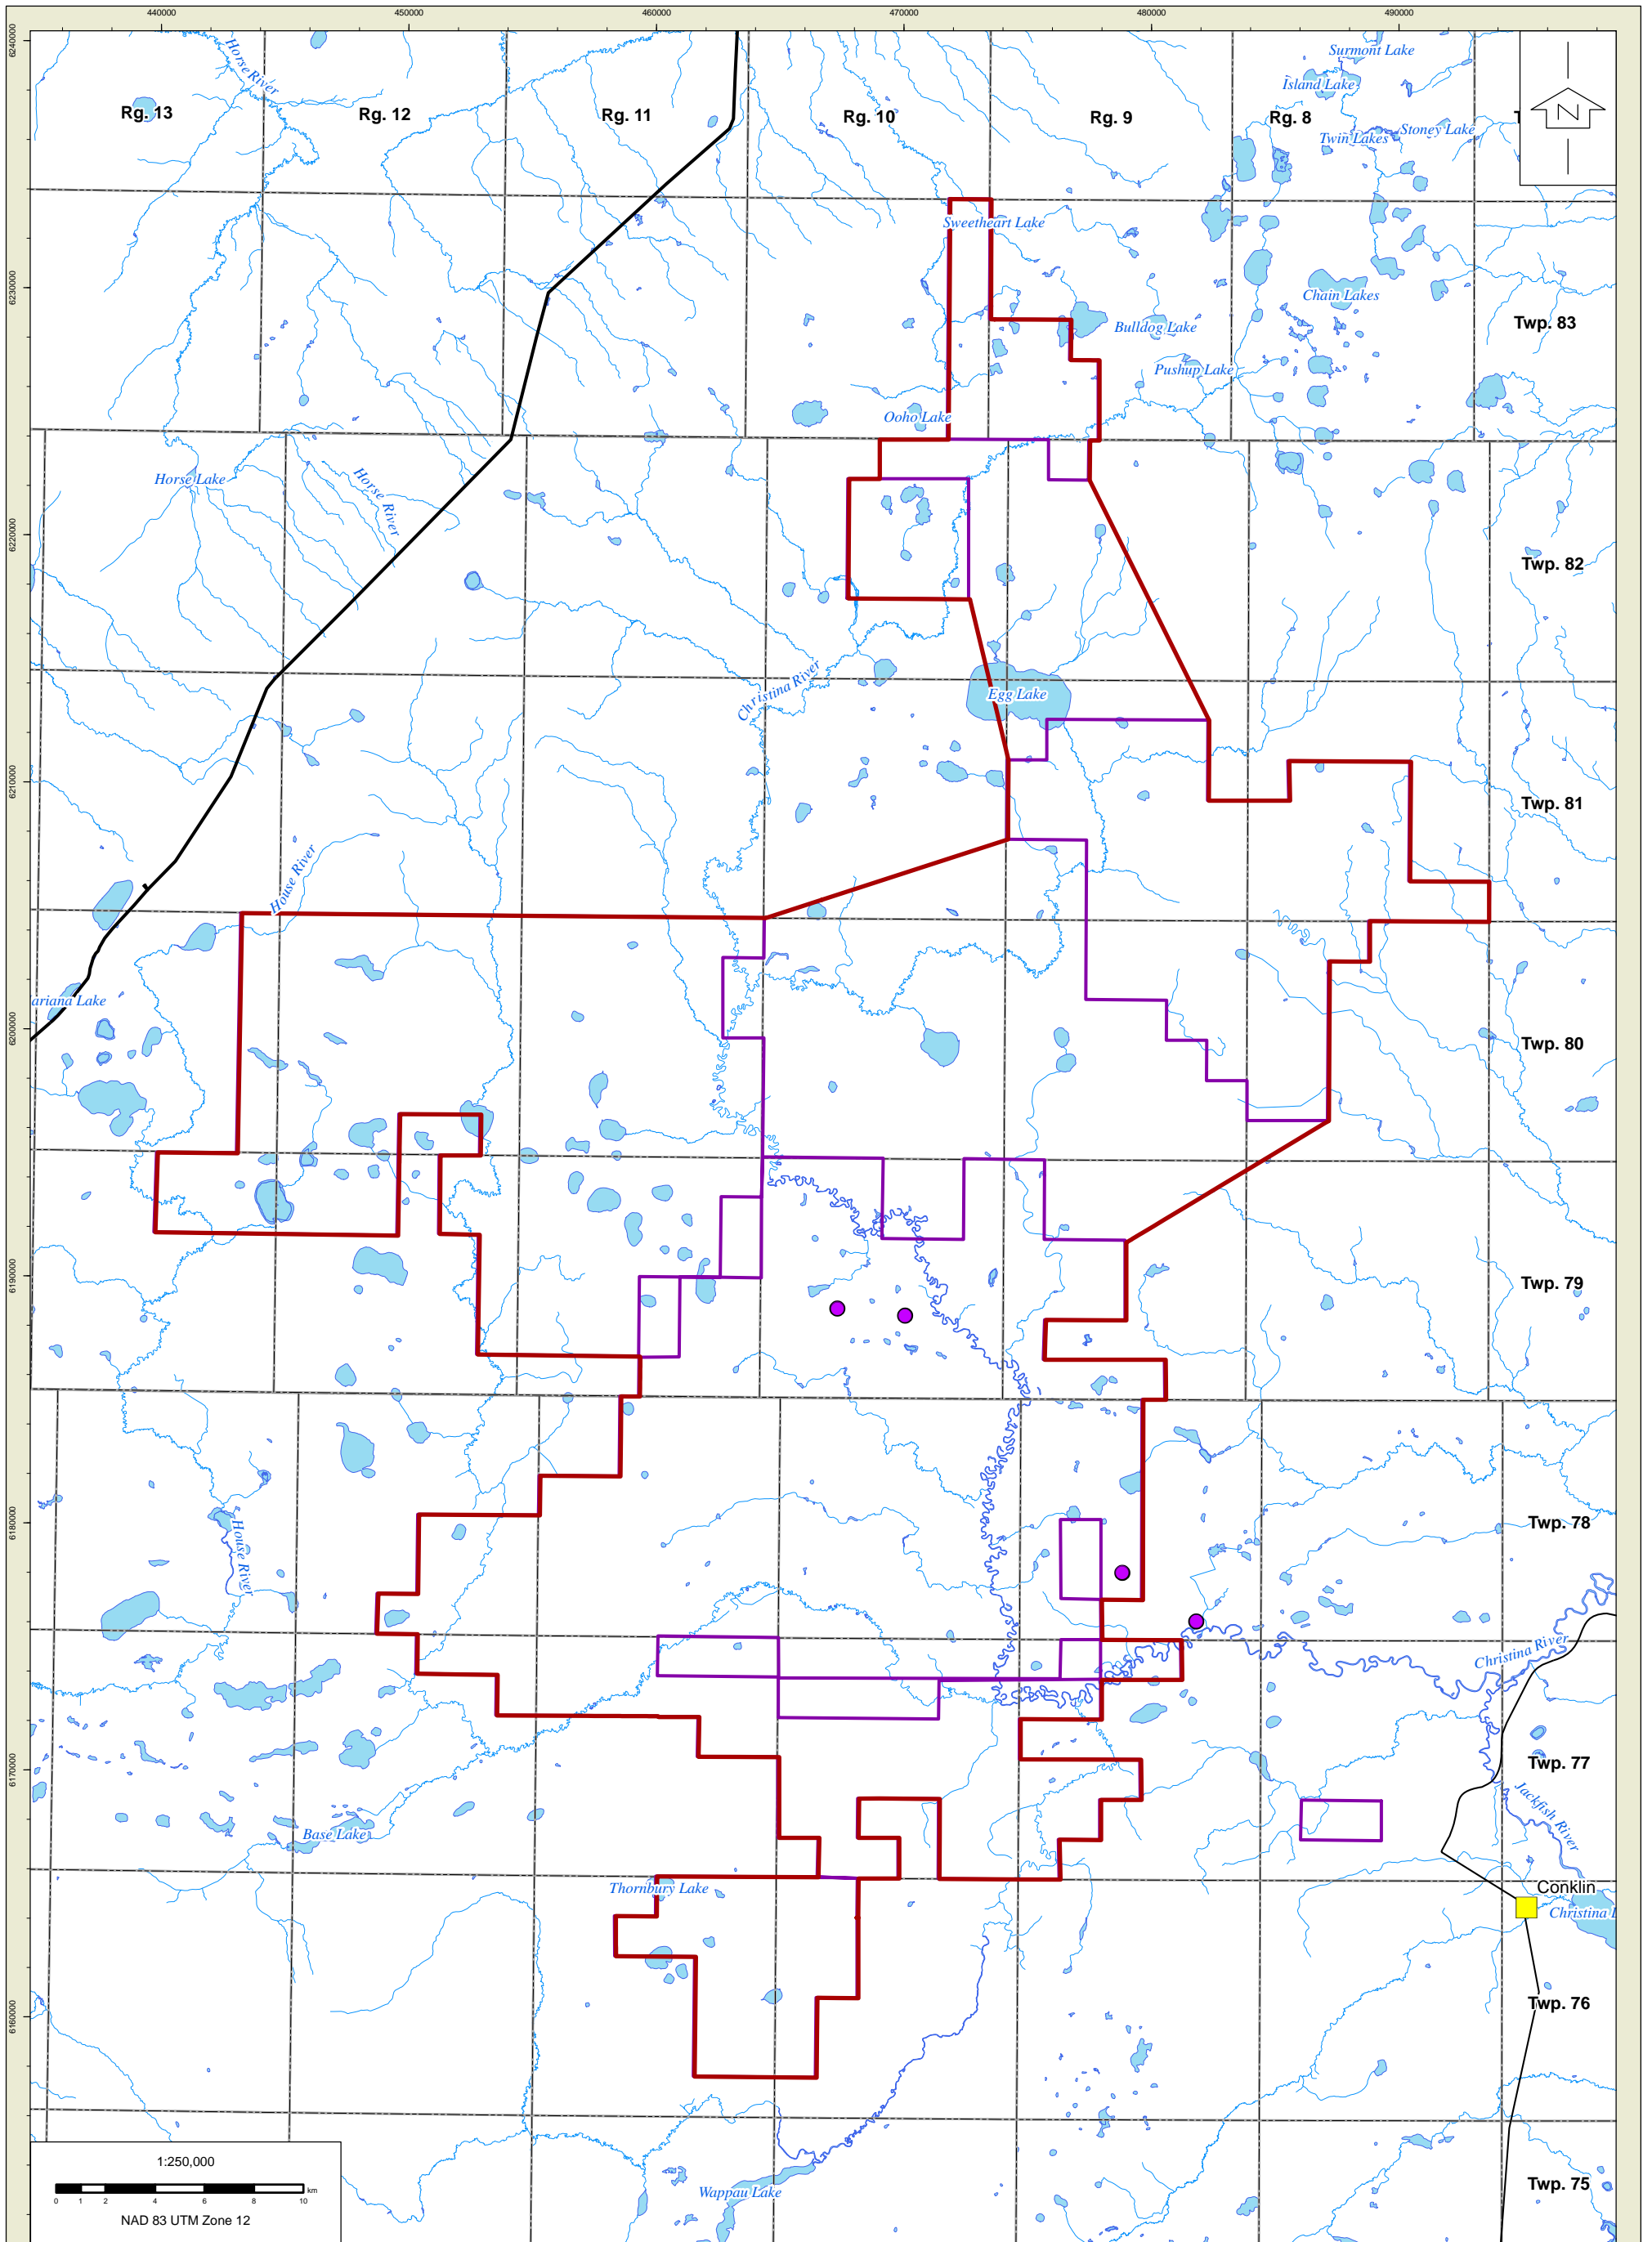 440000 450000 460000 470000 480000 490000
6240000
Surmont Lake
Horse River
Island Lake
Rg. 13 Rg. 12 Rg. 11 Rg. 10 Rg. 9 Rg. 8
N
Stoney Lake
Twin Lakes
Sweetheart Lake
6230000
Chain Lakes
Bulldog Lake
Twp. 83
Pushup Lake
Ooho Lake
Horse Lake
Horse River
6220000
Twp. 82
Christina River
Egg Lake
6210000
Twp. 81
House River
ariana Lake
6200000
Twp. 80
6190000
Twp. 79
6180000
Twp. 78
House River
Christina River
6170000
Twp. 77
Jackfish River
Base Lake
Thornbury Lake
Conklin
Christina L
6160000
Twp. 76
1:250,000
0 1 2 4 6 8 10 km
NAD 83 UTM Zone 12
Wappau Lake
Twp. 75